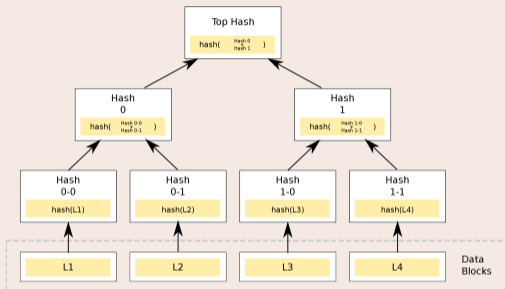 Top Hash
hash( Hash 0 + Hash 1 )
Hash
0
hash( Hash 0-0 + Hash 0-1 )
Hash
1
hash( Hash 1-0 + Hash 1-1 )
Hash
0-0
hash(L1)
Hash
0-1
hash(L2)
Hash
1-0
hash(L3)
Hash
1-1
hash(L4)
L1
L2
L3
L4
Data
Blocks